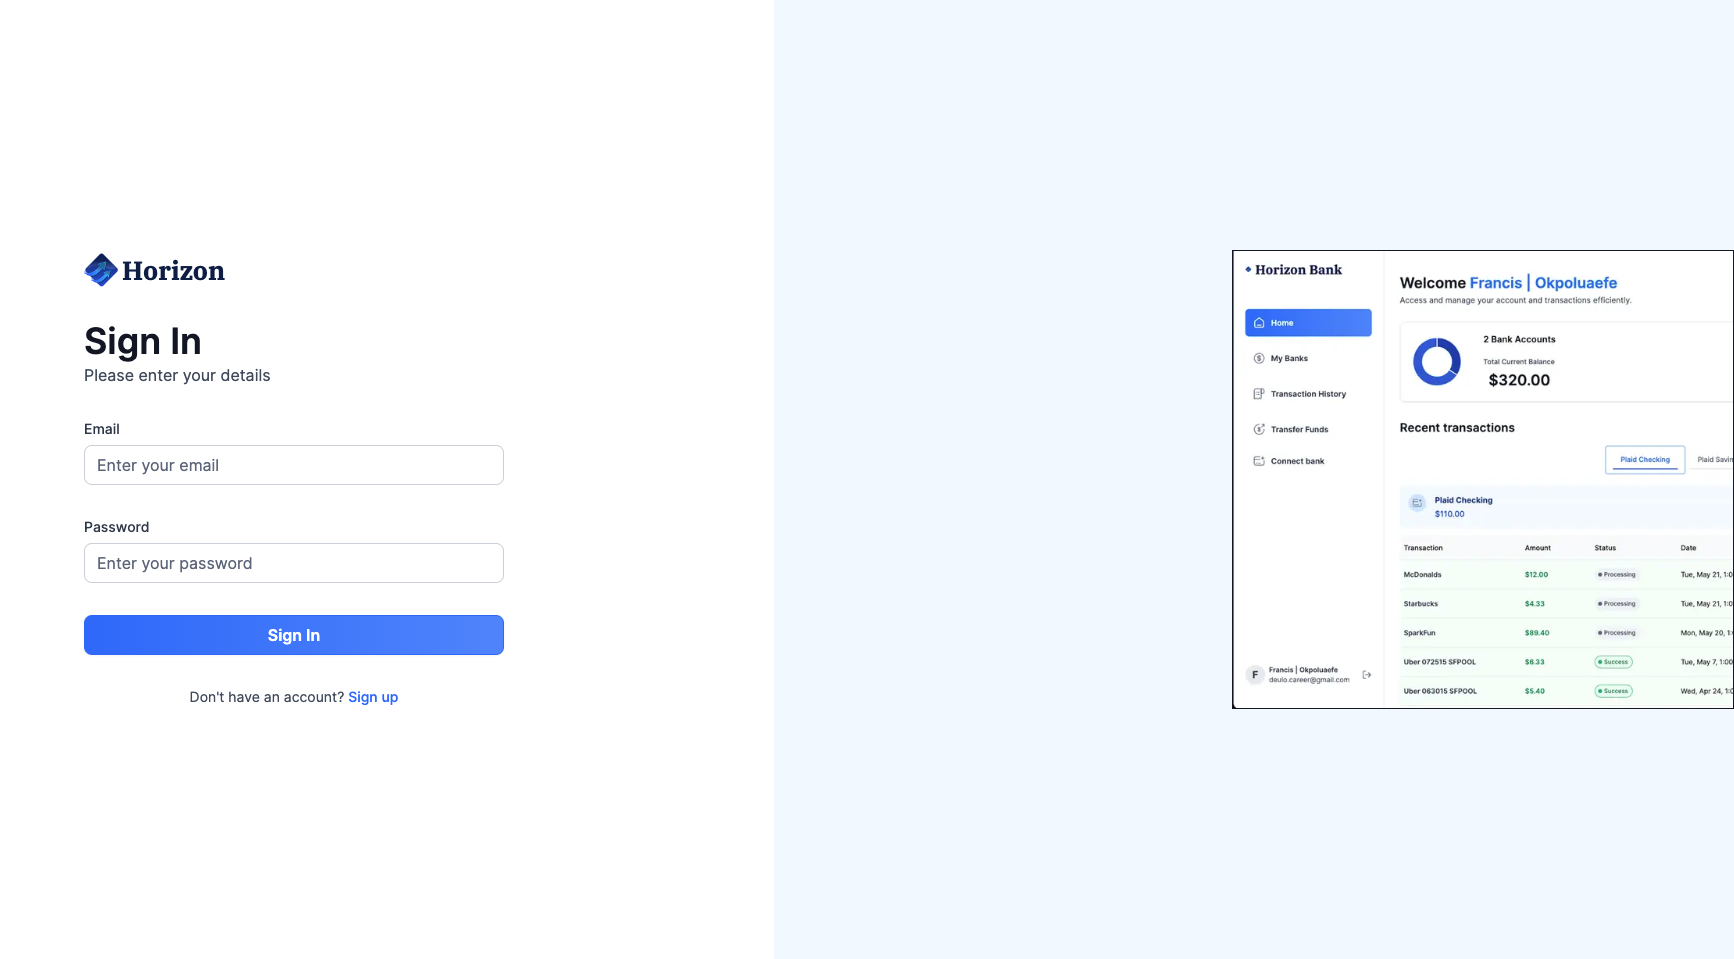 Horizon
Sign In
Please enter your details
Email
Enter your email
Password
Enter your password
Sign In
Don't have an account? Sign up
Horizon Bank
Home
My Banks
Transaction History
Transfer Funds
Connect bank
F
Francis | Okpoluaefe
deulo.career@gmail.com
Welcome Francis | Okpoluaefe
Access and manage your account and transactions efficiently.
2 Bank Accounts
Total Current Balance
$320.00
Recent transactions
Plaid Checking Plaid Savin
Plaid Checking
$110.00
Transaction Amount Status Date
McDonalds $12.00 Processing Tue, May 21, 1:0
Starbucks $4.33 Processing Tue, May 21, 1:0
SparkFun $89.40 Processing Mon, May 20, 1:
Uber 072515 SFPOOL $6.33 Success Tue, May 7, 1:00
Uber 063015 SFPOOL $5.40 Success Wed, Apr 24, 1: